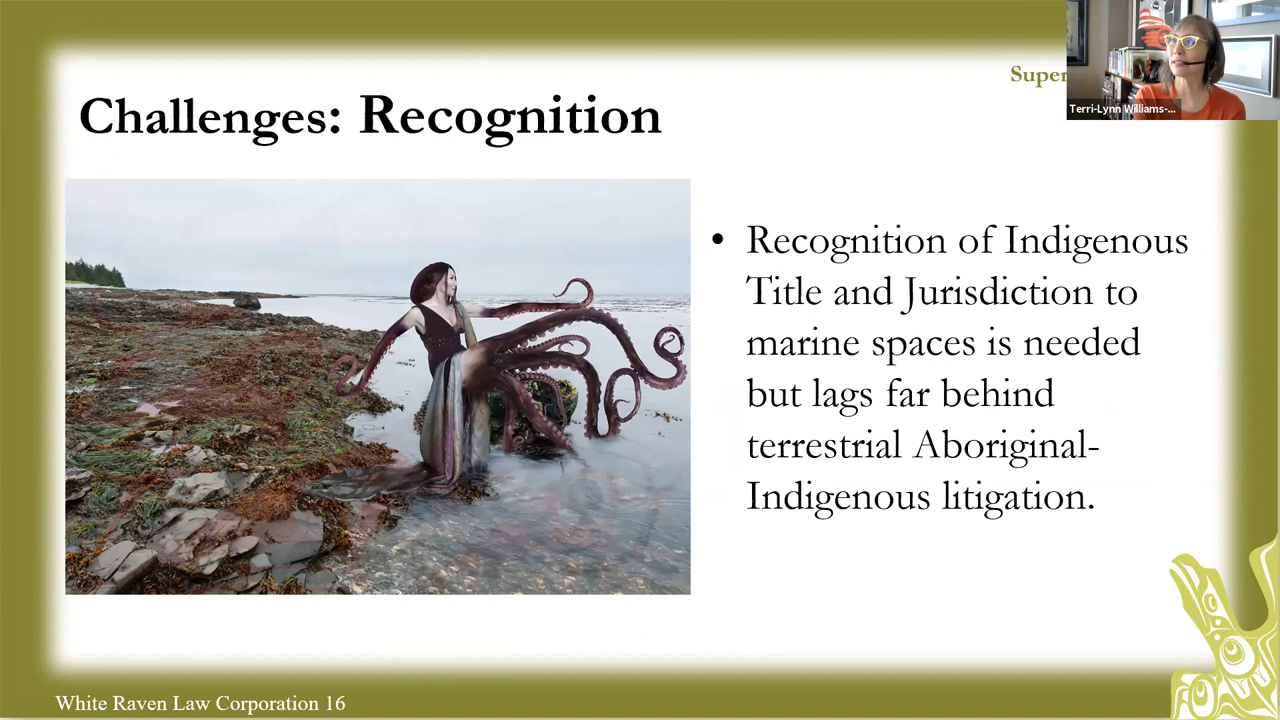 Super
Terri-Lynn Williams-...
Challenges: Recognition
• Recognition of Indigenous
Title and Jurisdiction to
marine spaces is needed
but lags far behind
terrestrial Aboriginal-
Indigenous litigation.
White Raven Law Corporation 16